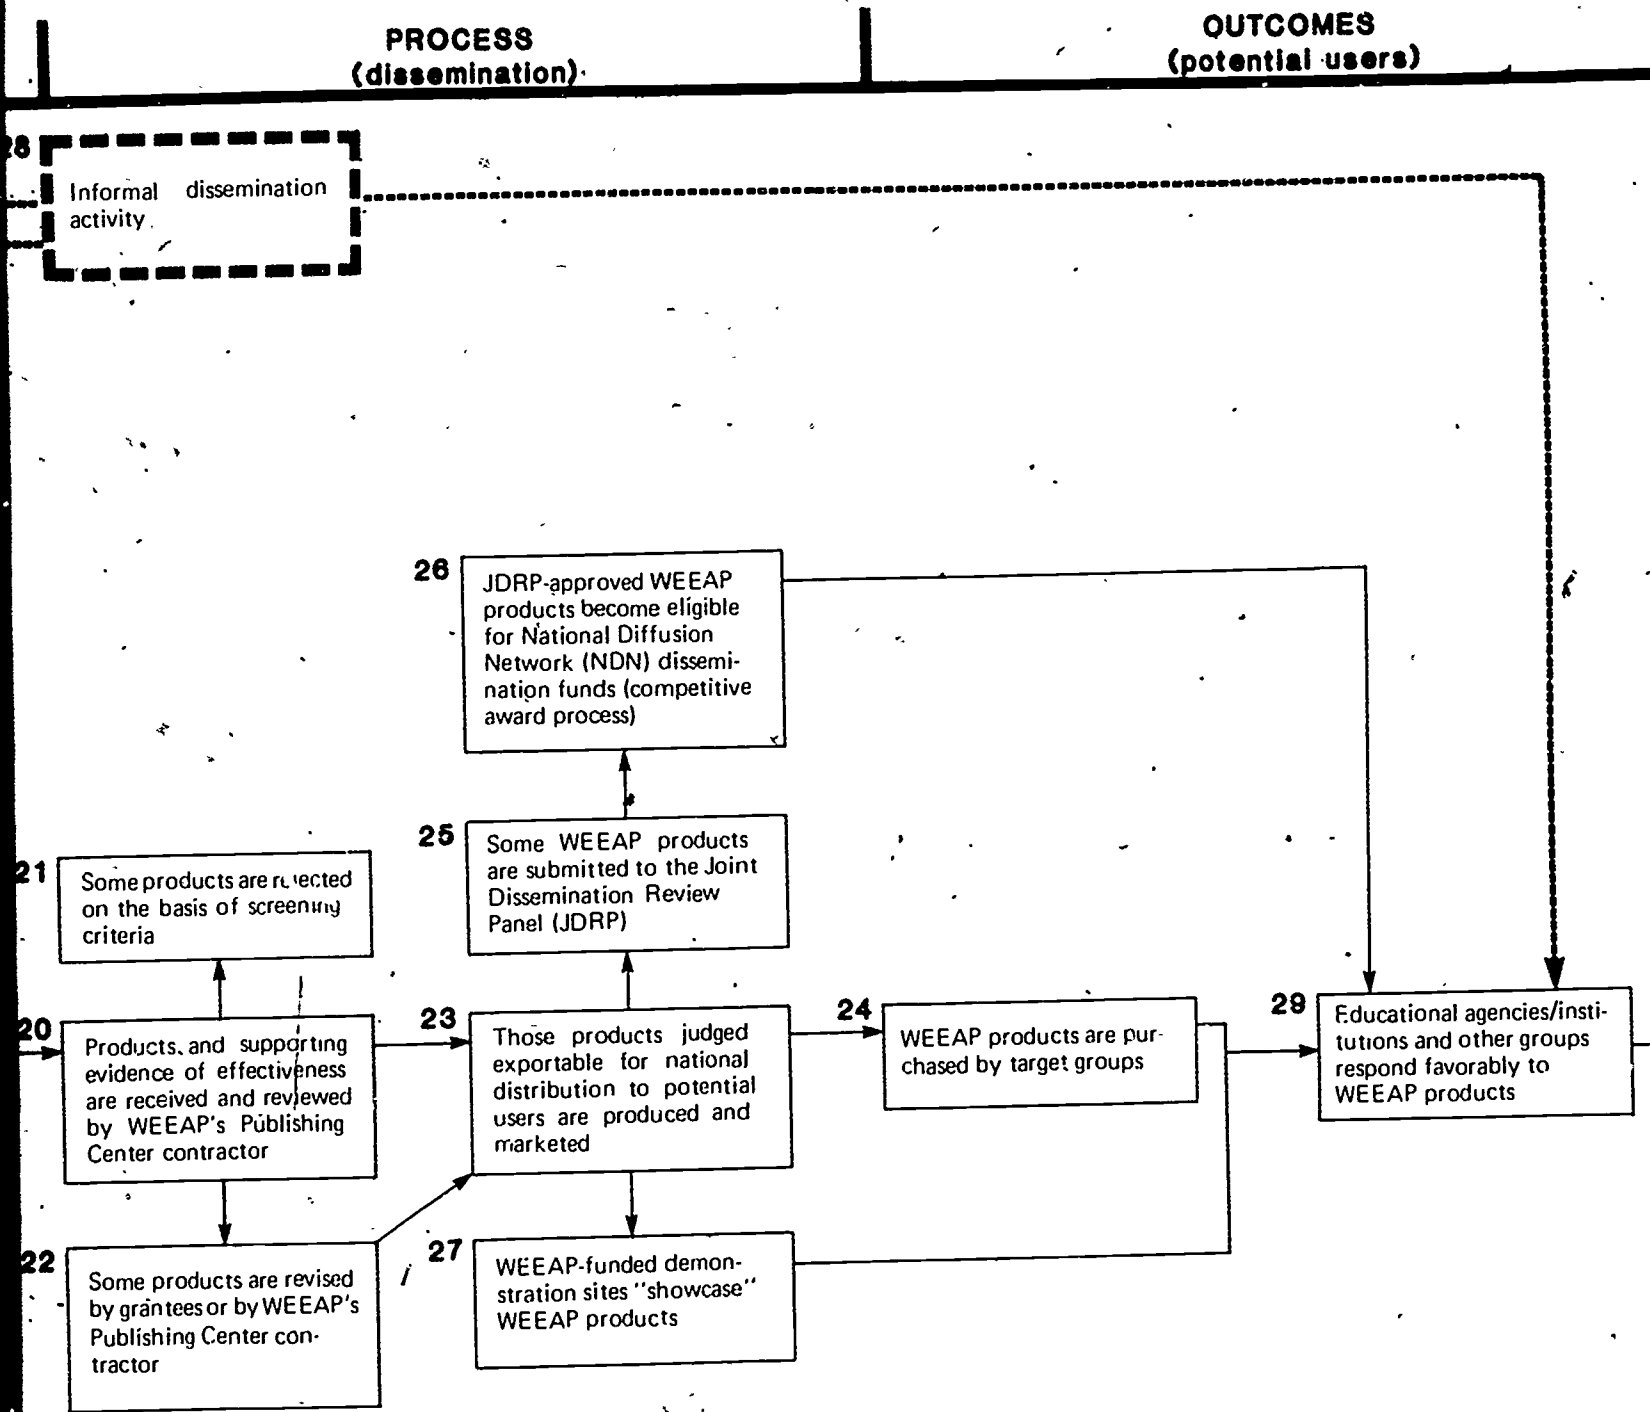 PROCESS
(dissemination)
OUTCOMES
(potential users)
28
Informal dissemination
activity
26
JDRP-approved WEEAP
products become eligible
for National Diffusion
Network (NDN) dissemi-
nation funds (competitive
award process)
25
Some WEEAP products
are submitted to the Joint
Dissemination Review
Panel (JDRP)
21
Some products are rejected
on the basis of screening
criteria
20
Products and supporting
evidence of effectiveness
are received and reviewed
by WEEAP's Publishing
Center contractor
23
Those products judged
exportable for national
distribution to potential
users are produced and
marketed
24
WEEAP products are pur-
chased by target groups
29
Educational agencies/insti-
tutions and other groups
respond favorably to
WEEAP products
22
Some products are revised
by grantees or by WEEAP's
Publishing Center con-
tractor
27
WEEAP-funded demon-
stration sites "showcase"
WEEAP products